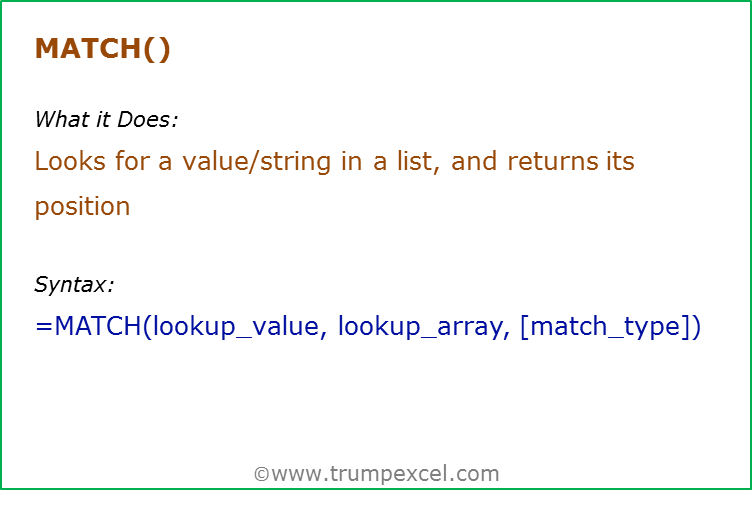 MATCH()
What it Does:
Looks for a value/string in a list, and returns its
position
Syntax:
=MATCH(lookup_value, lookup_array, [match_type])
©www.trumpexcel.com